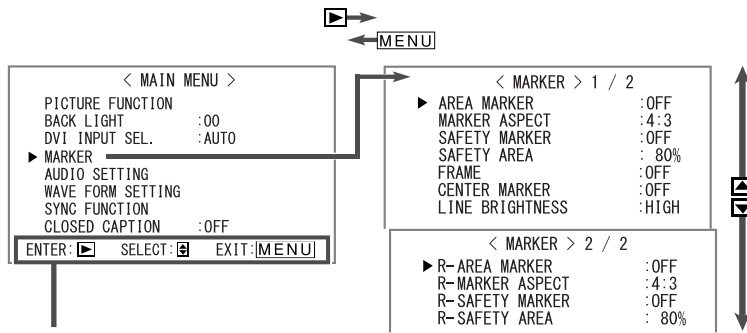 MENU
< MAIN MENU >
PICTURE FUNCTION
BACK LIGHT :00
DVI INPUT SEL. :AUTO
MARKER
AUDIO SETTING
WAVE FORM SETTING
SYNC FUNCTION
CLOSED CAPTION :OFF
ENTER: SELECT: EXIT:MENU
< MARKER > 1 / 2
AREA MARKER :OFF
MARKER ASPECT :4:3
SAFETY MARKER :OFF
SAFETY AREA : 80%
FRAME :OFF
CENTER MARKER :OFF
LINE BRIGHTNESS :HIGH
< MARKER > 2 / 2
R-AREA MARKER :OFF
R-MARKER ASPECT :4:3
R-SAFETY MARKER :OFF
R-SAFETY AREA : 80%